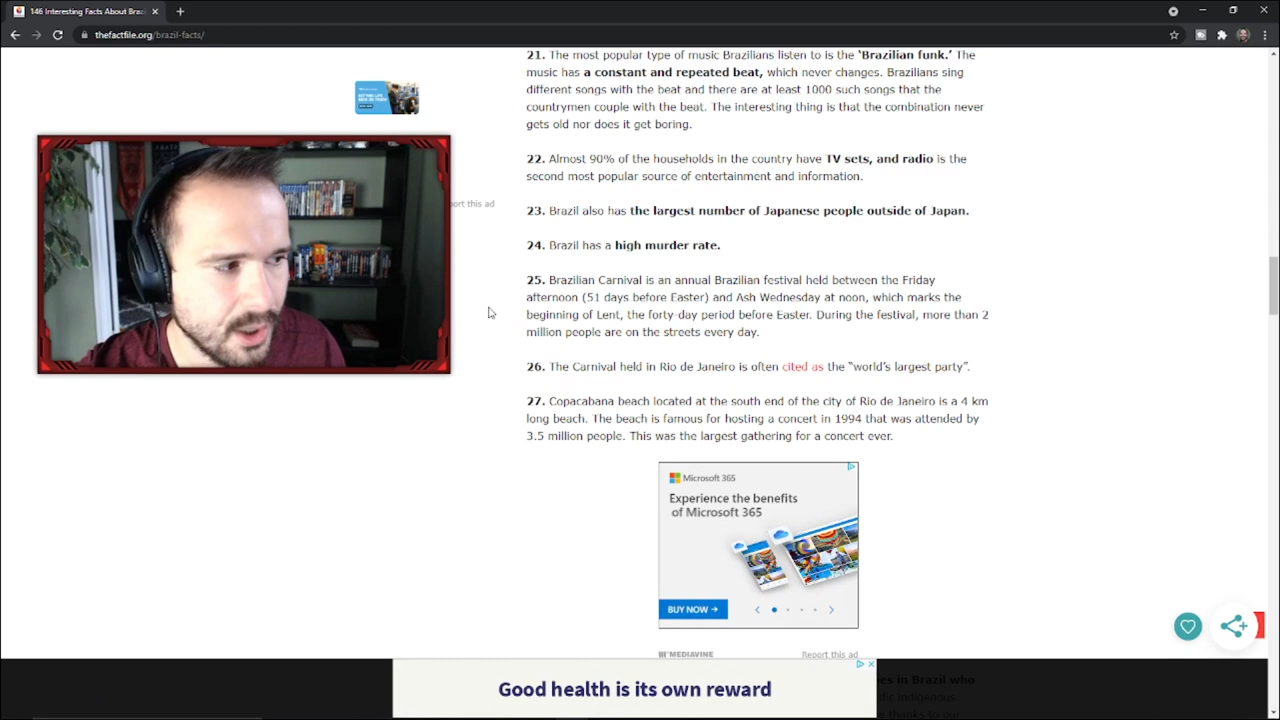 146 Interesting Facts About Braz
thefactfile.org/brazil-facts/
21. The most popular type of music Brazilians listen to is the ‘Brazilian funk.’ The
music has a constant and repeated beat, which never changes. Brazilians sing
different songs with the beat and there are at least 1000 such songs that the
countrymen couple with the beat. The interesting thing is that the combination never
gets old nor does it get boring.
22. Almost 90% of the households in the country have TV sets, and radio is the
second most popular source of entertainment and information.
port this ad
23. Brazil also has the largest number of Japanese people outside of Japan.
24. Brazil has a high murder rate.
25. Brazilian Carnival is an annual Brazilian festival held between the Friday
afternoon (51 days before Easter) and Ash Wednesday at noon, which marks the
beginning of Lent, the forty-day period before Easter. During the festival, more than 2
million people are on the streets every day.
26. The Carnival held in Rio de Janeiro is often cited as the “world’s largest party”.
27. Copacabana beach located at the south end of the city of Rio de Janeiro is a 4 km
long beach. The beach is famous for hosting a concert in 1994 that was attended by
3.5 million people. This was the largest gathering for a concert ever.
Microsoft 365
Experience the benefits
of Microsoft 365
BUY NOW →
MEDIAVINE
Report this ad
Good health is its own reward
es in Brazil who
dic indigenous
thanks to our